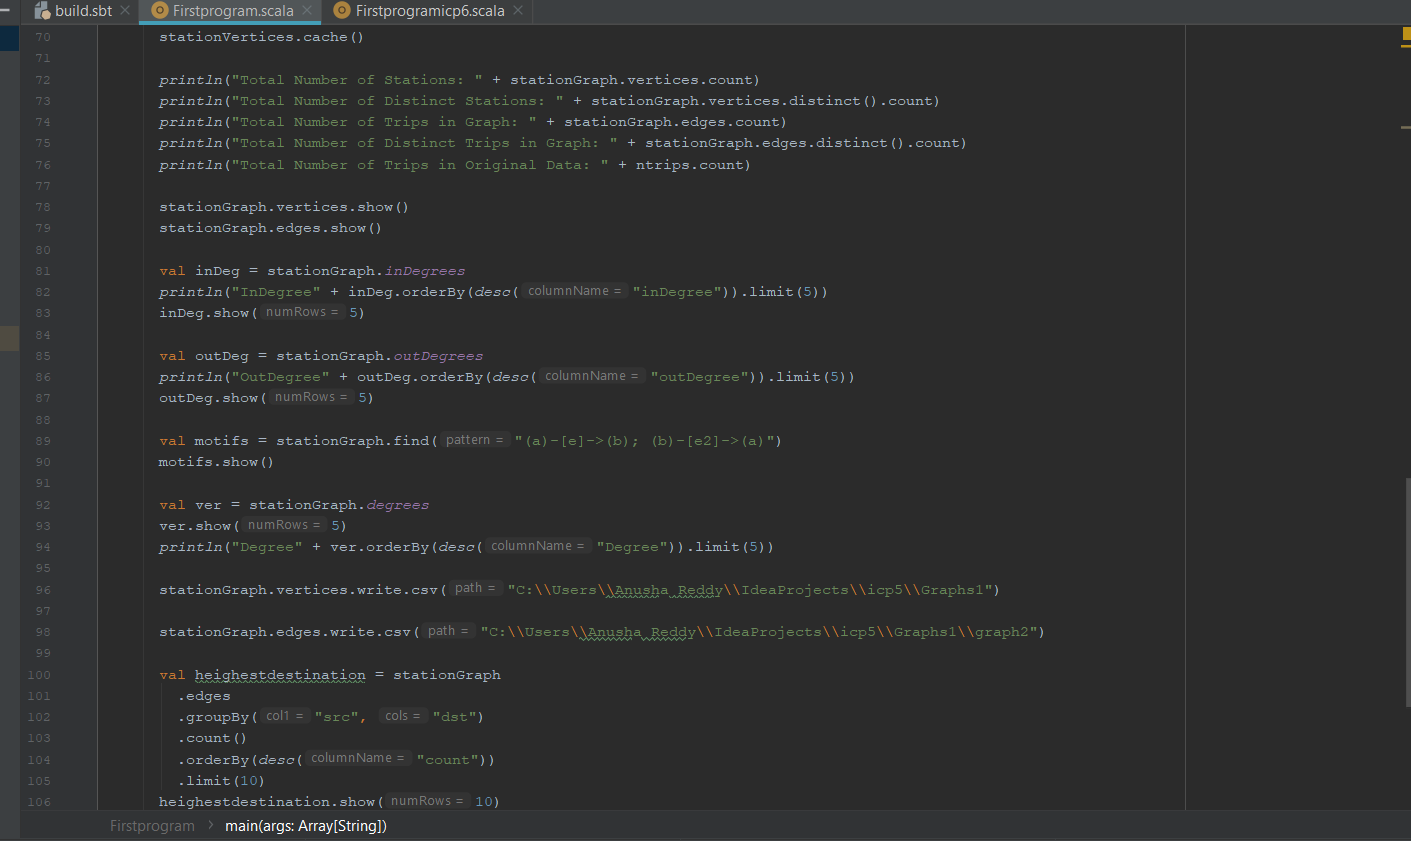 build.sbt × Firstprogram.scala × Firstprogramicp6.scala ×
70 stationVertices.cache()
71
72 println("Total Number of Stations: " + stationGraph.vertices.count)
73 println("Total Number of Distinct Stations: " + stationGraph.vertices.distinct().count)
74 println("Total Number of Trips in Graph: " + stationGraph.edges.count)
75 println("Total Number of Distinct Trips in Graph: " + stationGraph.edges.distinct().count)
76 println("Total Number of Trips in Original Data: " + ntrips.count)
77
78 stationGraph.vertices.show()
79 stationGraph.edges.show()
80
81 val inDeg = stationGraph.inDegrees
82 println("InDegree" + inDeg.orderBy(desc( columnName = "inDegree")).limit(5))
83 inDeg.show( numRows = 5)
84
85 val outDeg = stationGraph.outDegrees
86 println("OutDegree" + outDeg.orderBy(desc( columnName = "outDegree")).limit(5))
87 outDeg.show( numRows = 5)
88
89 val motifs = stationGraph.find( pattern = "(a)-[e]->(b); (b)-[e2]->(a)")
90 motifs.show()
91
92 val ver = stationGraph.degrees
93 ver.show( numRows = 5)
94 println("Degree" + ver.orderBy(desc( columnName = "Degree")).limit(5))
95
96 stationGraph.vertices.write.csv( path = "C:\\Users\\Anusha Reddy\\IdeaProjects\\icp5\\Graphs1")
97
98 stationGraph.edges.write.csv( path = "C:\\Users\\Anusha Reddy\\IdeaProjects\\icp5\\Graphs1\\graph2")
99
100 val heighestdestination = stationGraph
101 .edges
102 .groupBy( col1 = "src", cols = "dst")
103 .count()
104 .orderBy(desc( columnName = "count"))
105 .limit(10)
106 heighestdestination.show( numRows = 10)
Firstprogram › main(args: Array[String])